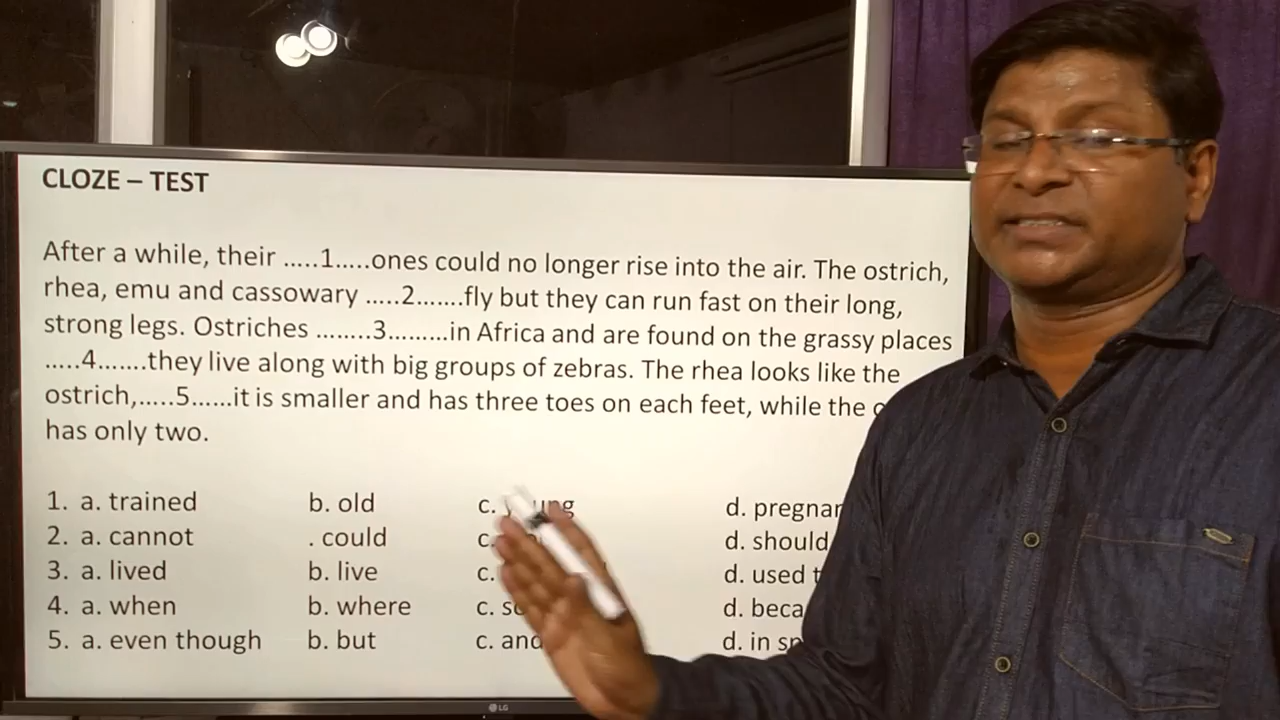 CLOZE – TEST
After a while, their .....1.....ones could no longer rise into the air. The ostrich,
rhea, emu and cassowary .....2.......fly but they can run fast on their long,
strong legs. Ostriches ........3.........in Africa and are found on the grassy places
.....4.......they live along with big groups of zebras. The rhea looks like the
ostrich,.....5......it is smaller and has three toes on each feet, while the
has only two.
1. a. trained b. old c. d. pregnan
2. a. cannot . could c. d. should
3. a. lived b. live c. d. used
4. a. when b. where c. d. beca
5. a. even though b. but c. and d. in
LG